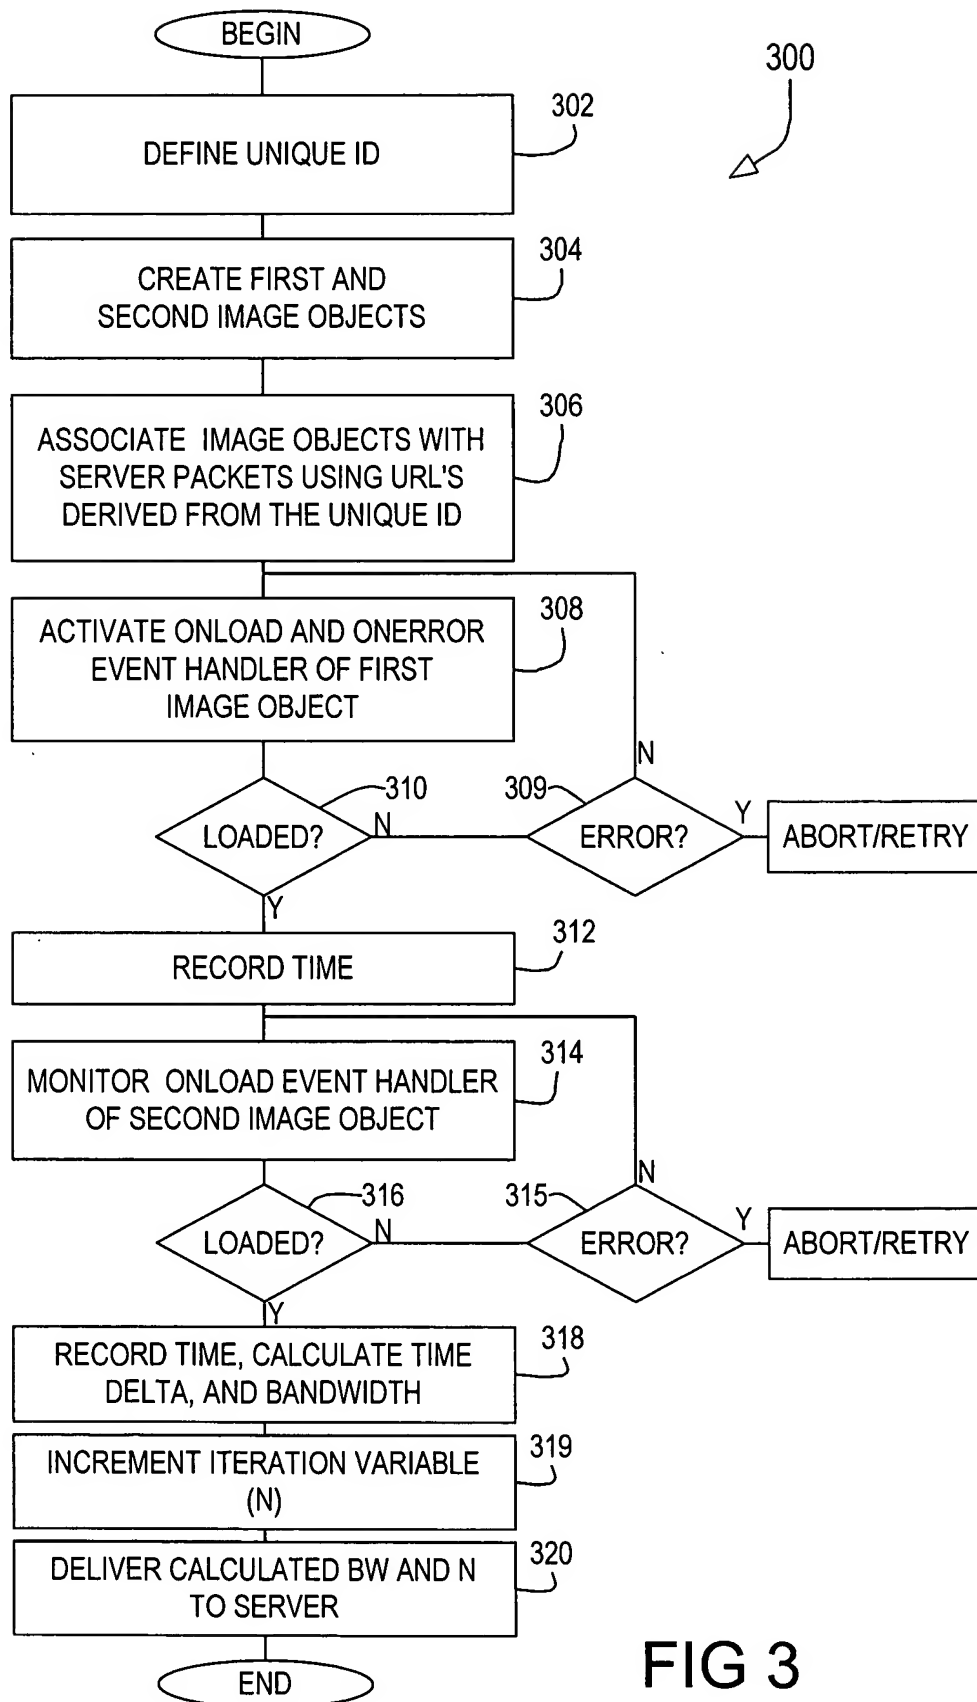 BEGIN
300
302
DEFINE UNIQUE ID
304
CREATE FIRST AND
SECOND IMAGE OBJECTS
306
ASSOCIATE IMAGE OBJECTS WITH
SERVER PACKETS USING URL'S
DERIVED FROM THE UNIQUE ID
308
ACTIVATE ONLOAD AND ONERROR
EVENT HANDLER OF FIRST
IMAGE OBJECT
N
310
309
LOADED?
N
ERROR?
Y
ABORT/RETRY
Y
312
RECORD TIME
314
MONITOR ONLOAD EVENT HANDLER
OF SECOND IMAGE OBJECT
N
316
315
LOADED?
N
ERROR?
Y
ABORT/RETRY
Y
318
RECORD TIME, CALCULATE TIME
DELTA, AND BANDWIDTH
319
INCREMENT ITERATION VARIABLE
(N)
320
DELIVER CALCULATED BW AND N
TO SERVER
END
FIG 3